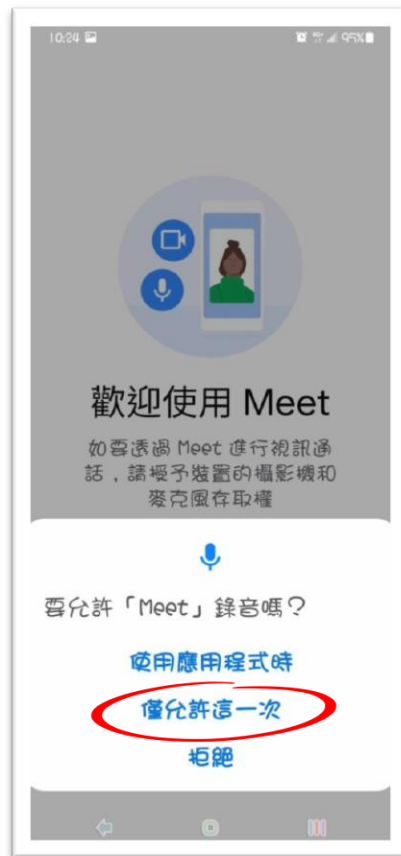 10:24
95%
歡迎使用 Meet
如要透過 Meet 進行視訊通
話，請授予裝置的攝影機和
麥克風存取權
要允許「Meet」錄音嗎？
使用應用程式時
僅允許這一次
拒絕